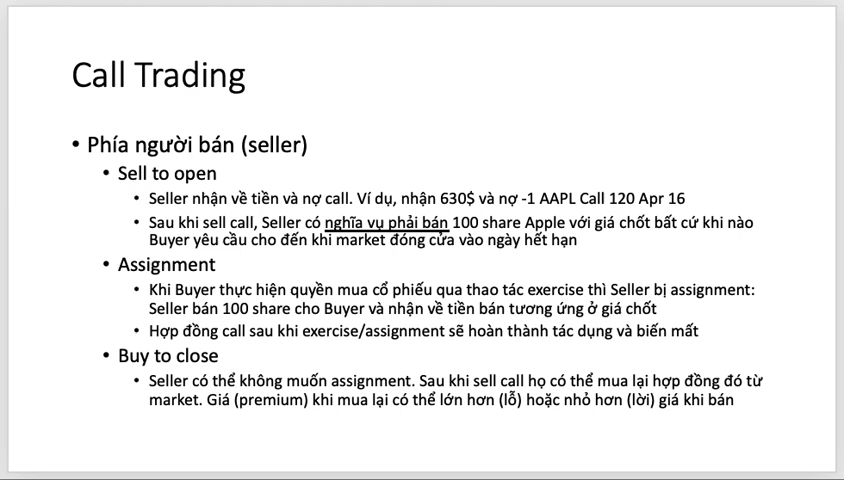 Call Trading
• Phía người bán (seller)
• Sell to open
• Seller nhận về tiền và nợ call. Ví dụ, nhận 630$ và nợ -1 AAPL Call 120 Apr 16
• Sau khi sell call, Seller có nghĩa vụ phải bán 100 share Apple với giá chốt bất cứ khi nào
Buyer yêu cầu cho đến khi market đóng cửa vào ngày hết hạn
• Assignment
• Khi Buyer thực hiện quyền mua cổ phiếu qua thao tác exercise thì Seller bị assignment:
Seller bán 100 share cho Buyer và nhận về tiền bán tương ứng ở giá chốt
• Hợp đồng call sau khi exercise/assignment sẽ hoàn thành tác dụng và biến mất
• Buy to close
• Seller có thể không muốn assignment. Sau khi sell call họ có thể mua lại hợp đồng đó từ
market. Giá (premium) khi mua lại có thể lớn hơn (lỗ) hoặc nhỏ hơn (lời) giá khi bán